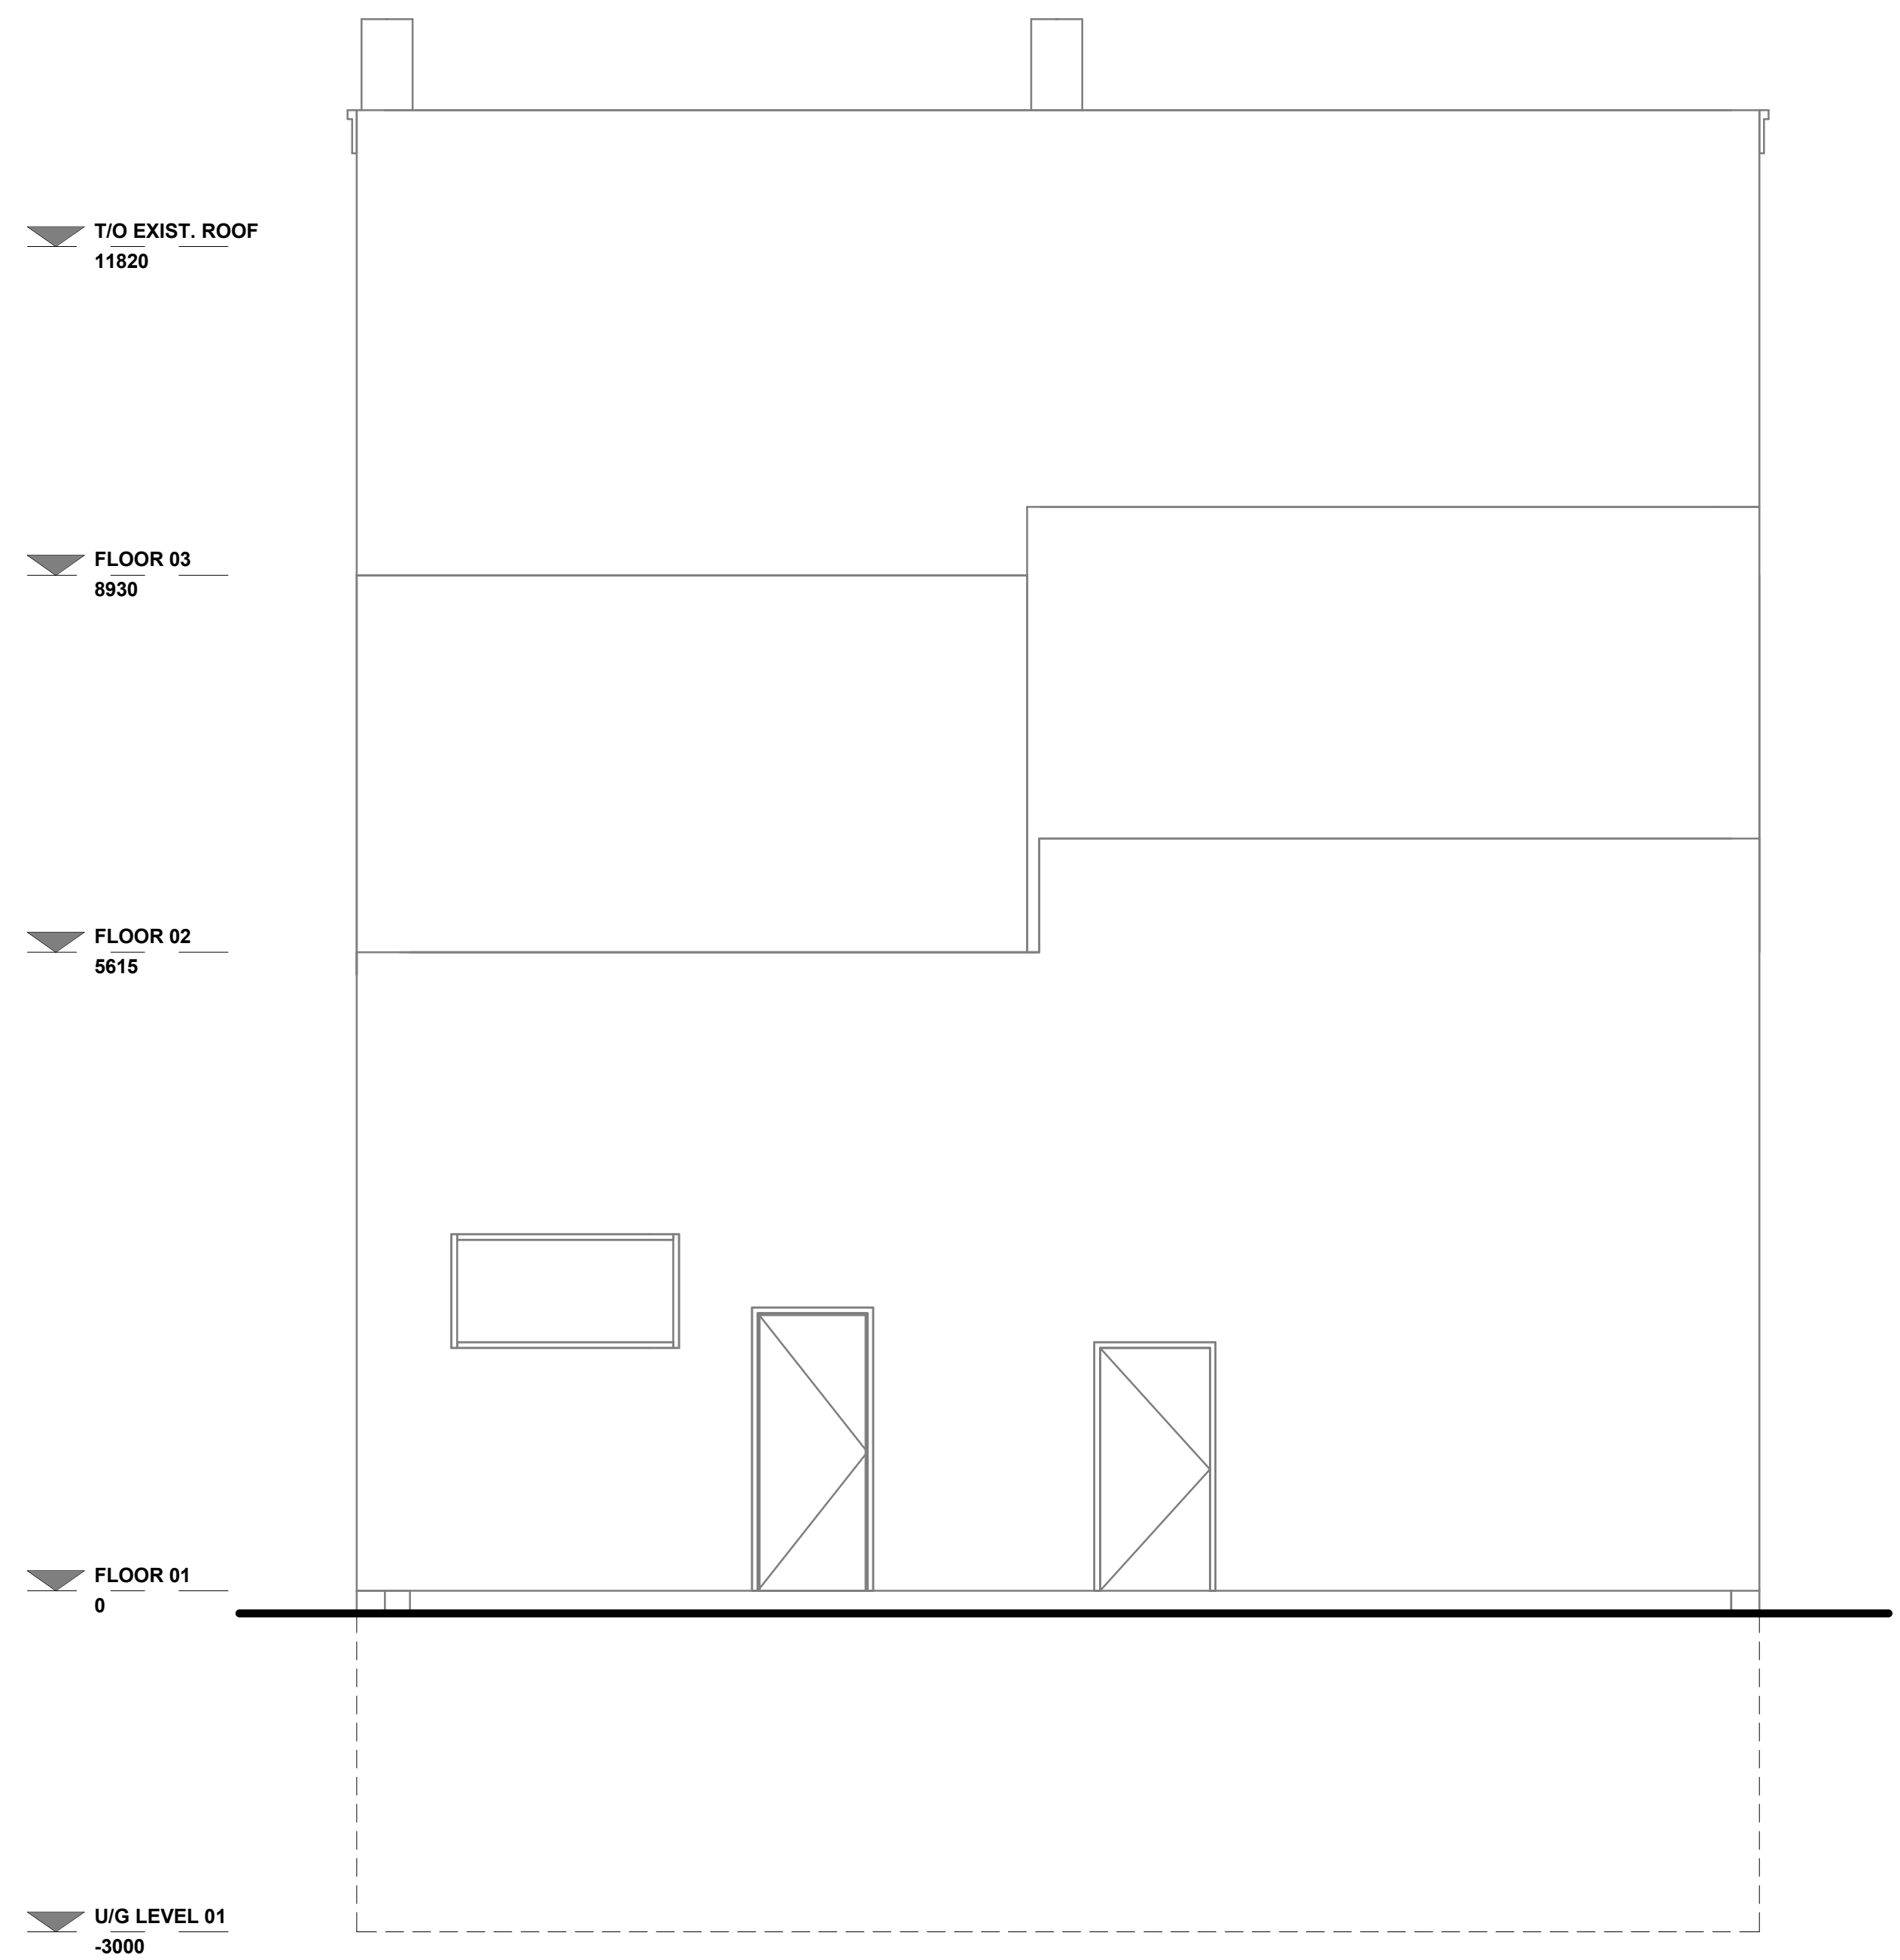 T/O EXIST. ROOF
11820
FLOOR 03
8930
FLOOR 02
5615
FLOOR 01
0
U/G LEVEL 01
-3000